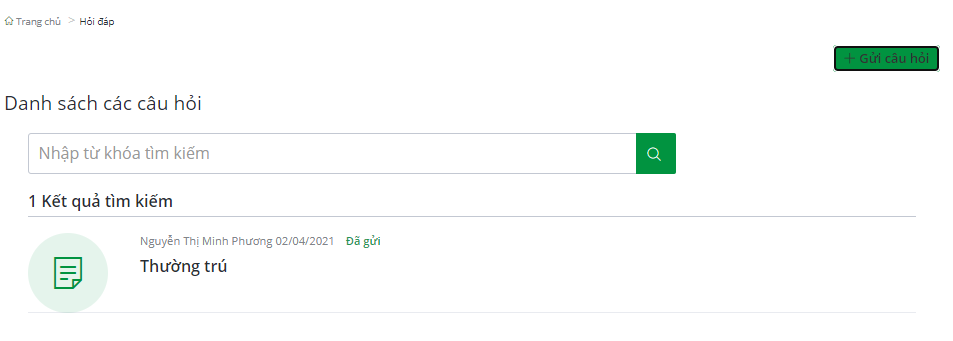 Trang chủ > Hỏi đáp
+ Gửi câu hỏi
Danh sách các câu hỏi
Nhập từ khóa tìm kiếm
1 Kết quả tìm kiếm
Nguyễn Thị Minh Phương 02/04/2021 Đã gửi
Thường trú